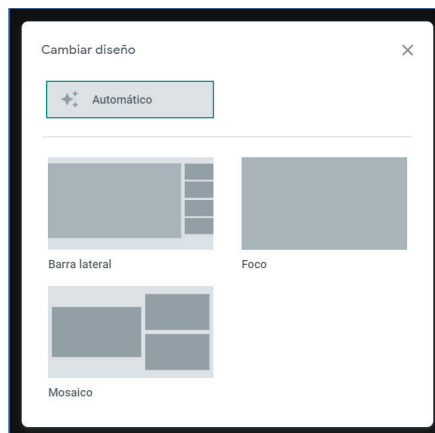 Cambiar diseño
Automático
Barra lateral
Foco
Mosaico